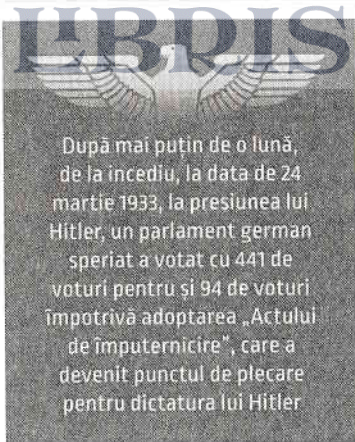 LIBRIS
După mai puțin de o lună,
de la incediu, la data de 24
martie 1933, la presiunea lui
Hitler, un parlament german
speriat a votat cu 441 de
voturi pentru și 94 de voturi
împotrivă adoptarea „Actului
de împuternicire”, care a
devenit punctul de plecare
pentru dictatura lui Hitler